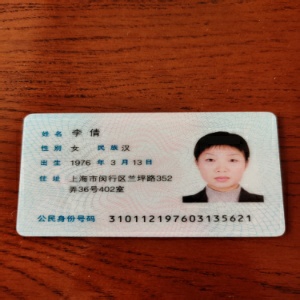 姓名 李倩
性别 女 民族 汉
出生 1976 年 3 月 13 日
住址 上海市闵行区兰坪路352
弄36号402室
公民身份号码 310112197603135621